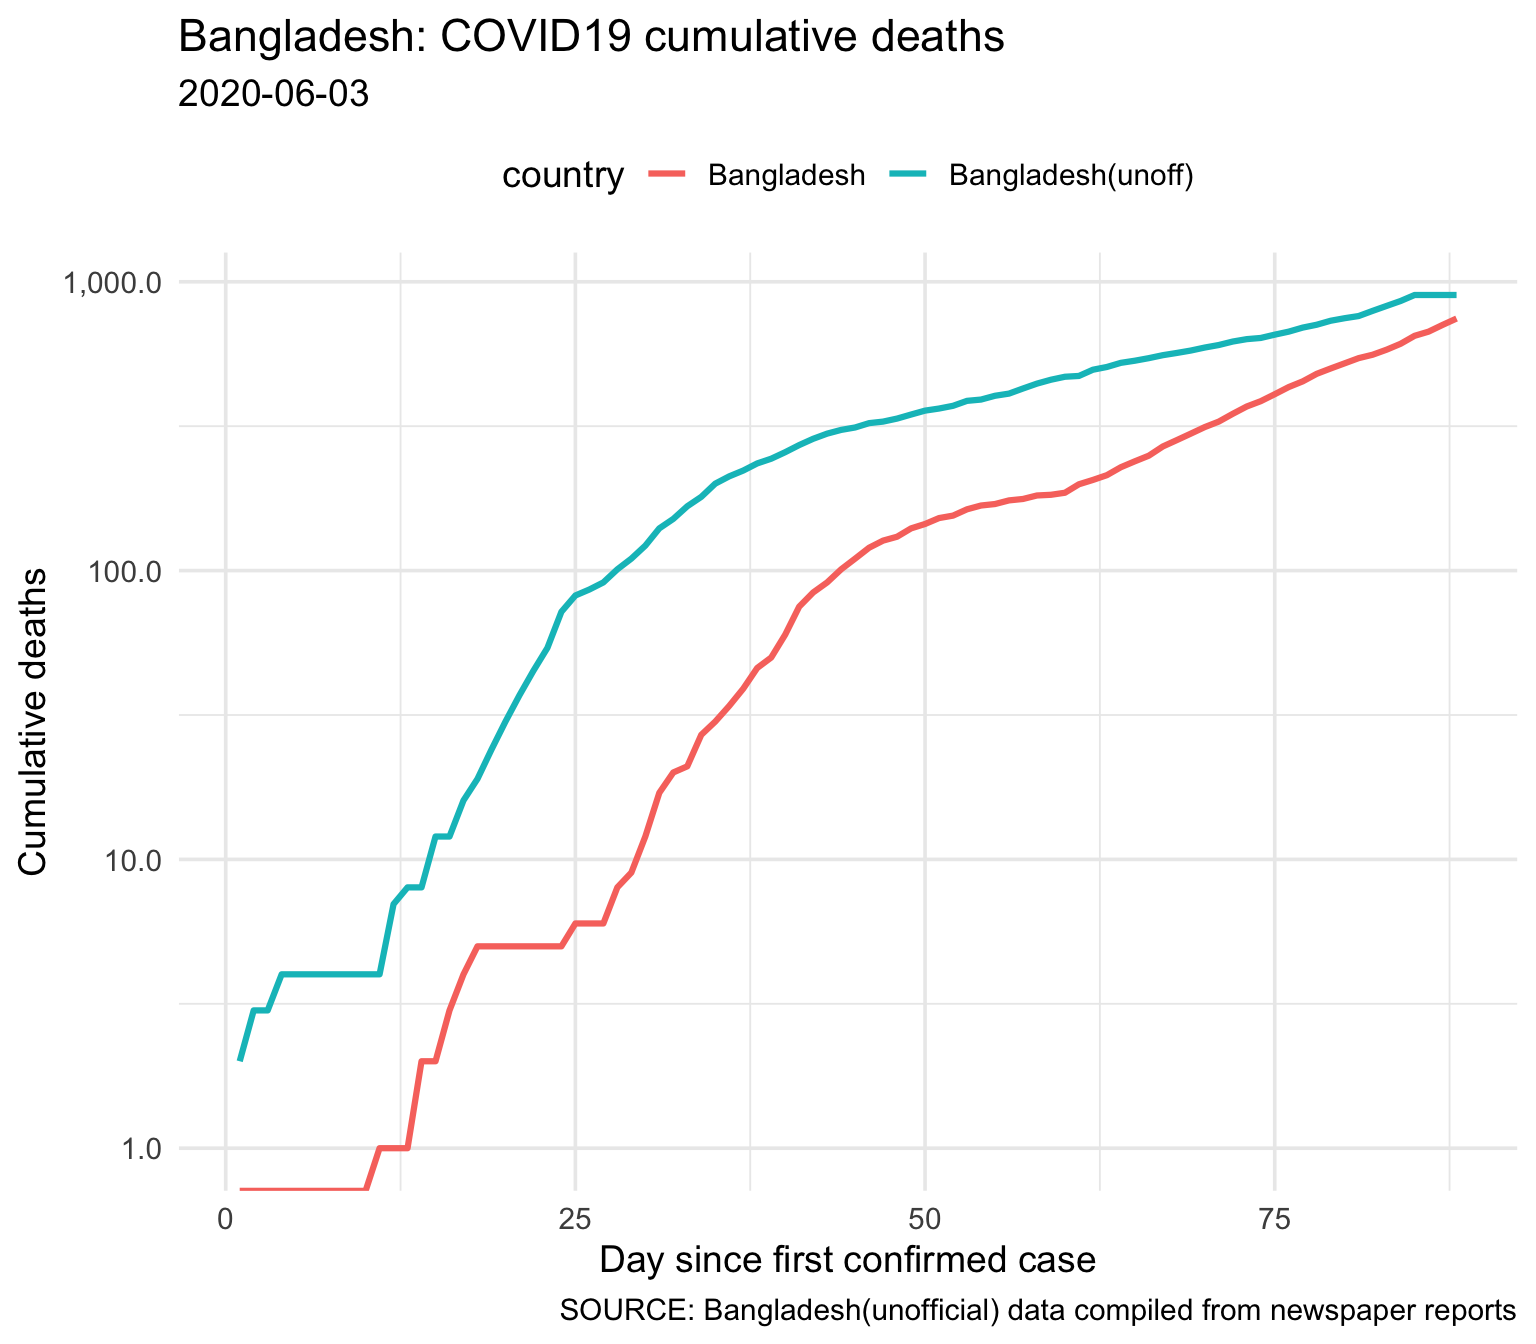 Bangladesh: COVID19 cumulative deaths
2020-06-03
country Bangladesh Bangladesh(unoff)
1,000.0
100.0
10.0
1.0
Cumulative deaths
0 25 50 75
Day since first confirmed case
SOURCE: Bangladesh(unofficial) data compiled from newspaper reports